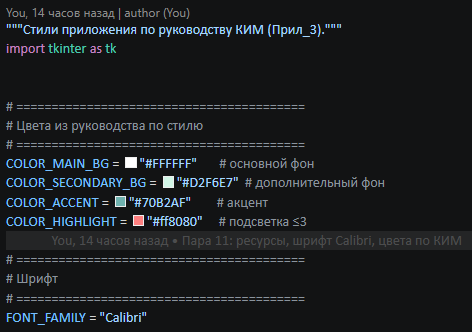 You, 14 часов назад | author (You)
"""Стили приложения по руководству КИМ (Прил_3)."""
import tkinter as tk
# =========================================
# Цвета из руководства по стилю
# =========================================
COLOR_MAIN_BG = "#FFFFFF" # основной фон
COLOR_SECONDARY_BG = "#D2F6E7" # дополнительный фон
COLOR_ACCENT = "#70B2AF" # акцент
COLOR_HIGHLIGHT = "#ff8080" # подсветка ≤3
You, 14 часов назад • Пара 11: ресурсы, шрифт Calibri, цвета по КИМ
# =========================================
# Шрифт
# =========================================
FONT_FAMILY = "Calibri"